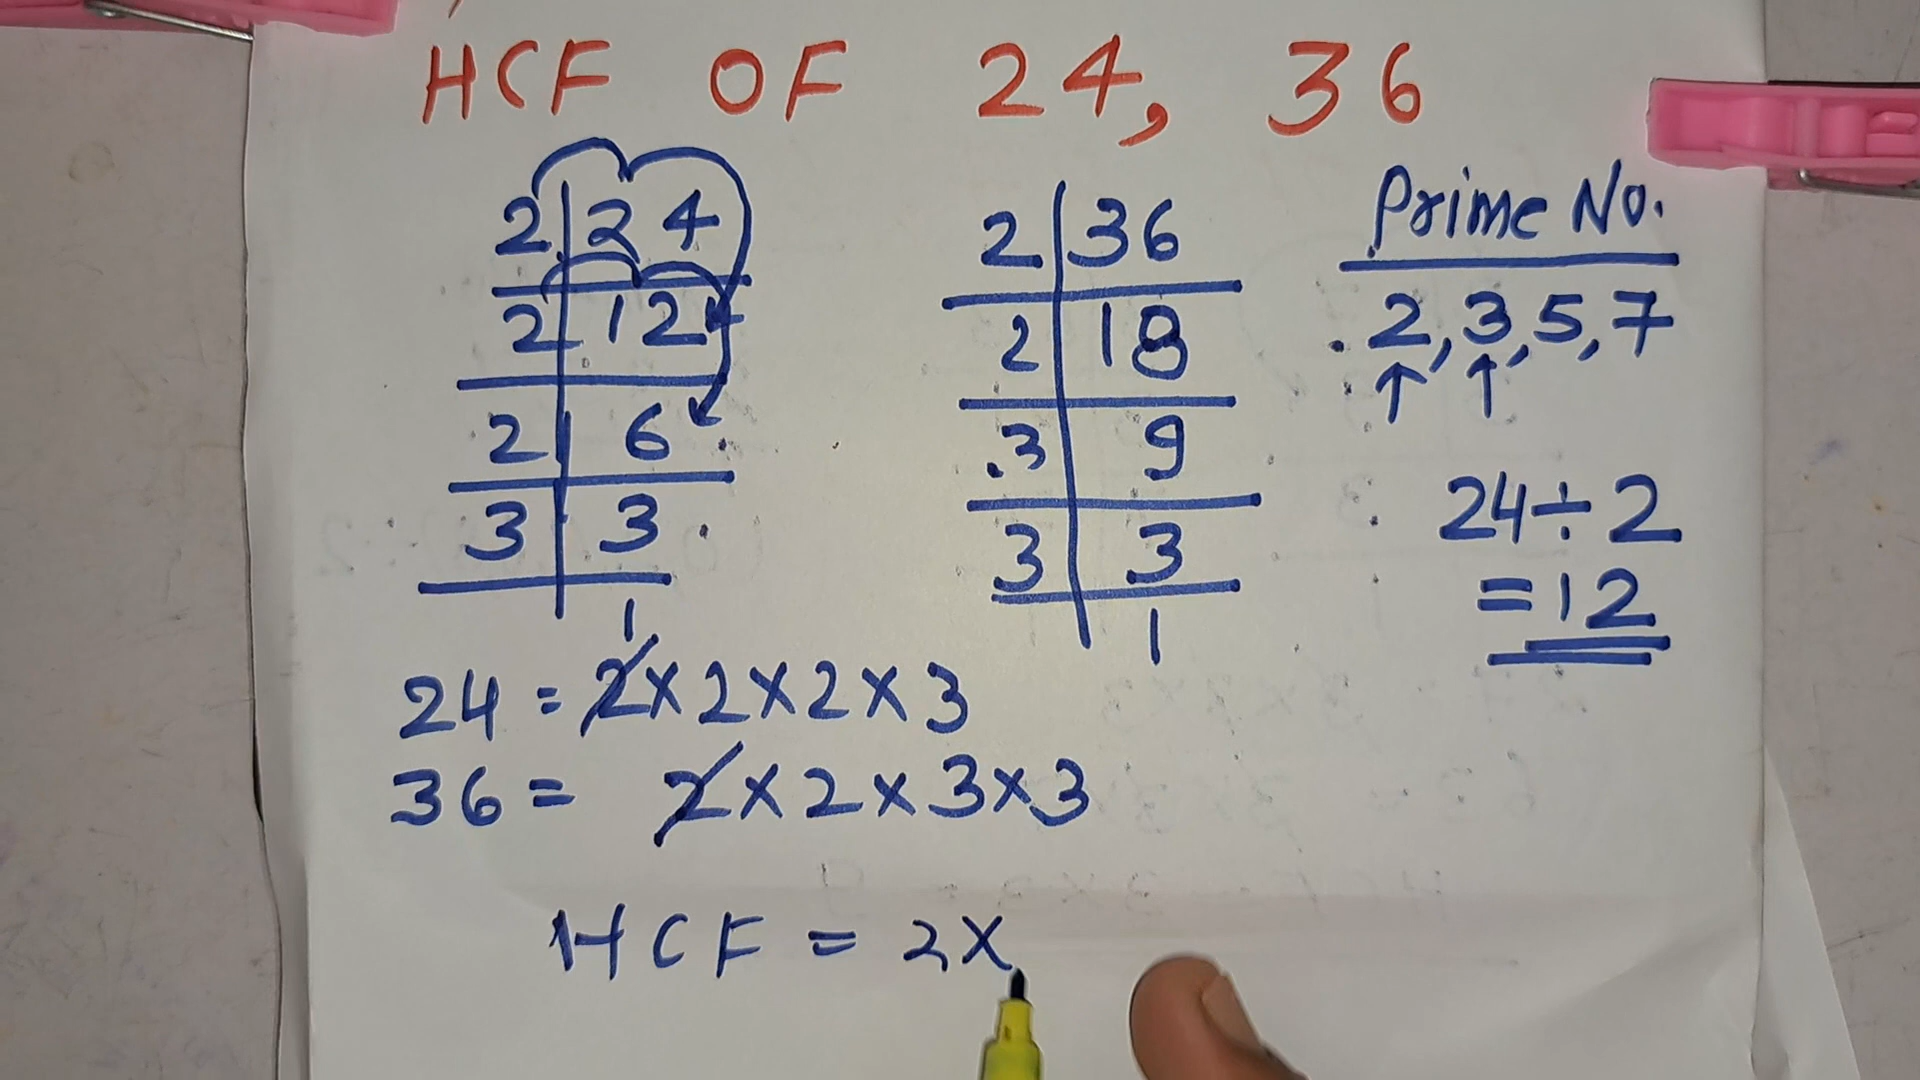 HCF OF 24, 36
2 | 24
2 | 12
2 | 6
3 | 3
1
2 | 36
2 | 18
3 | 9
3 | 3
1
Prime No.
2, 3, 5, 7
24 ÷ 2
= 12
24 = 2 × 2 × 2 × 3
36 = 2 × 2 × 3 × 3
HCF = 2 ×